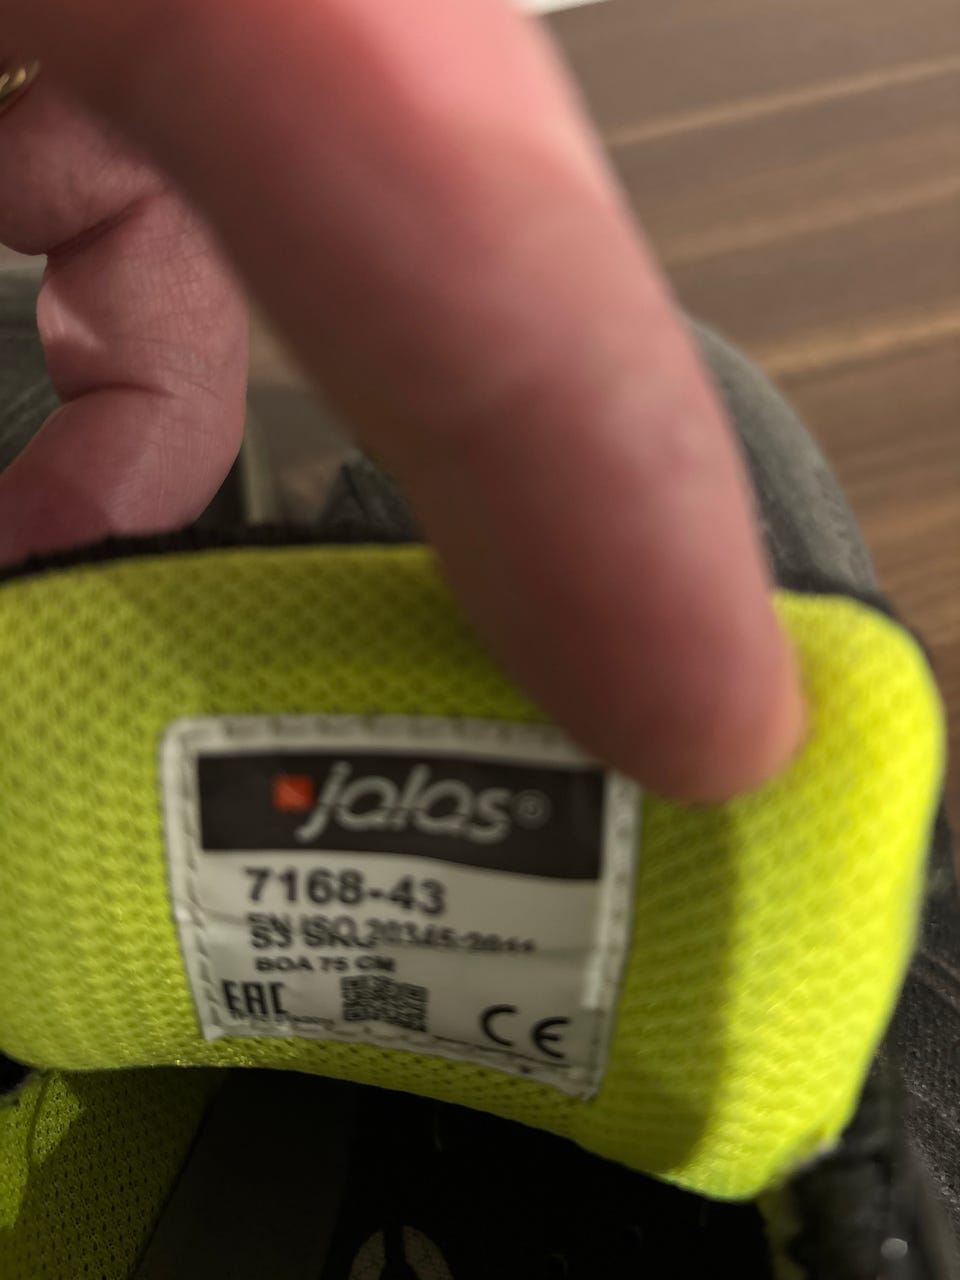 jalas®
7168-43
EN ISO 20345:2011
S3 SRC
BOA 75 CM
EAC
CE